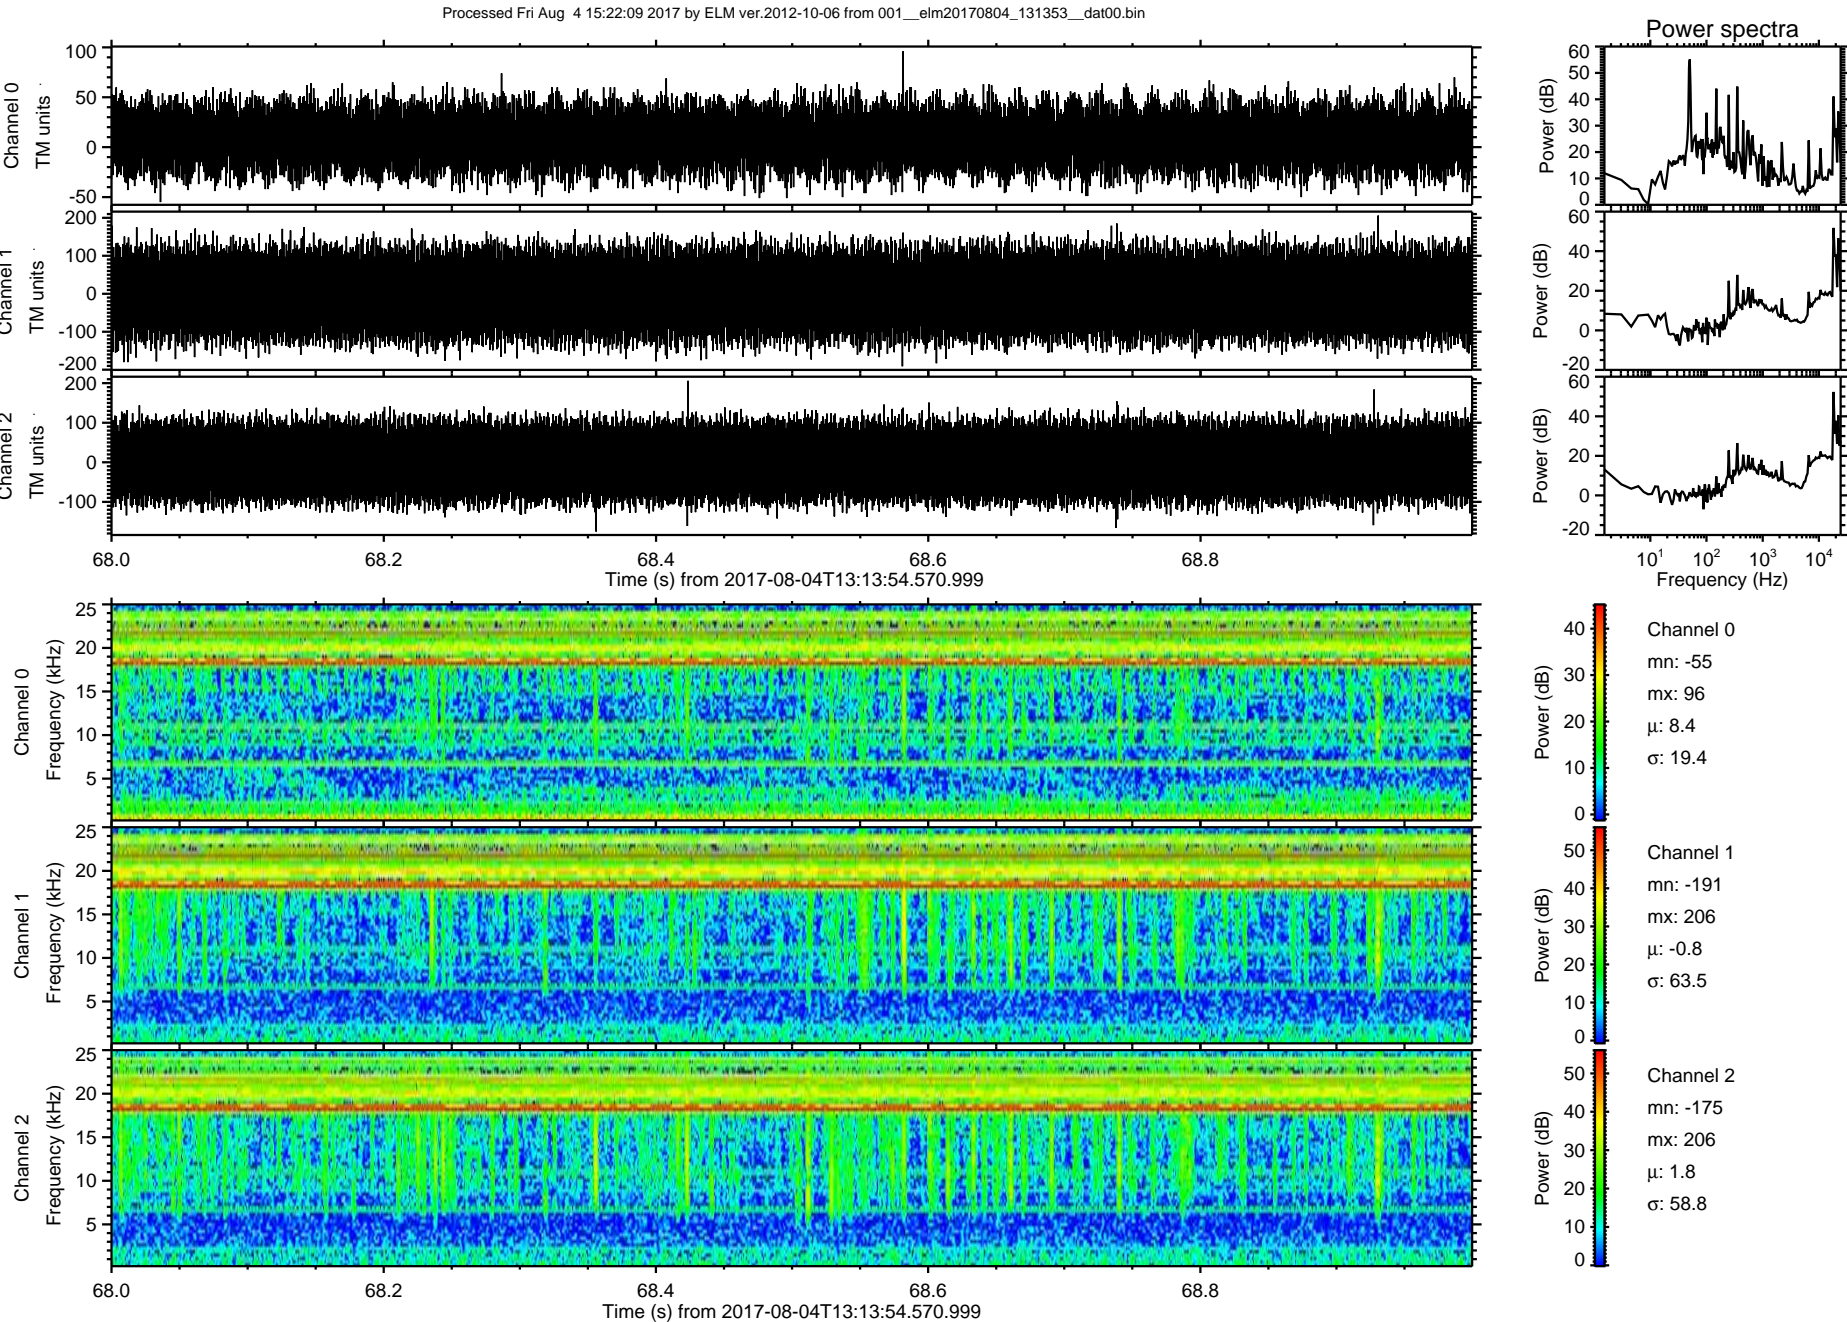 Processed Fri Aug  4 15:22:09 2017 by ELM ver.2012-10-06 from 001__elm20170804_131353__dat00.bin
Power spectra
Channel 0
TM units
100
50
0
-50
Power (dB)
60
50
40
30
20
10
0
Channel 1
TM units
200
100
0
-100
-200
Power (dB)
60
40
20
0
-20
Channel 2
TM units
200
100
0
-100
Power (dB)
60
40
20
0
-20
68.0 68.2 68.4 68.6 68.8
Time (s) from 2017-08-04T13:13:54.570.999
10^1 10^2 10^3 10^4
Frequency (Hz)
Channel 0
Frequency (kHz)
25
20
15
10
5
Power (dB)
40
30
20
10
0
Channel 0
mn: -55
mx: 96
μ: 8.4
σ: 19.4
Channel 1
Frequency (kHz)
25
20
15
10
5
Power (dB)
50
40
30
20
10
0
Channel 1
mn: -191
mx: 206
μ: -0.8
σ: 63.5
Channel 2
Frequency (kHz)
25
20
15
10
5
Power (dB)
50
40
30
20
10
0
Channel 2
mn: -175
mx: 206
μ: 1.8
σ: 58.8
68.0 68.2 68.4 68.6 68.8
Time (s) from 2017-08-04T13:13:54.570.999